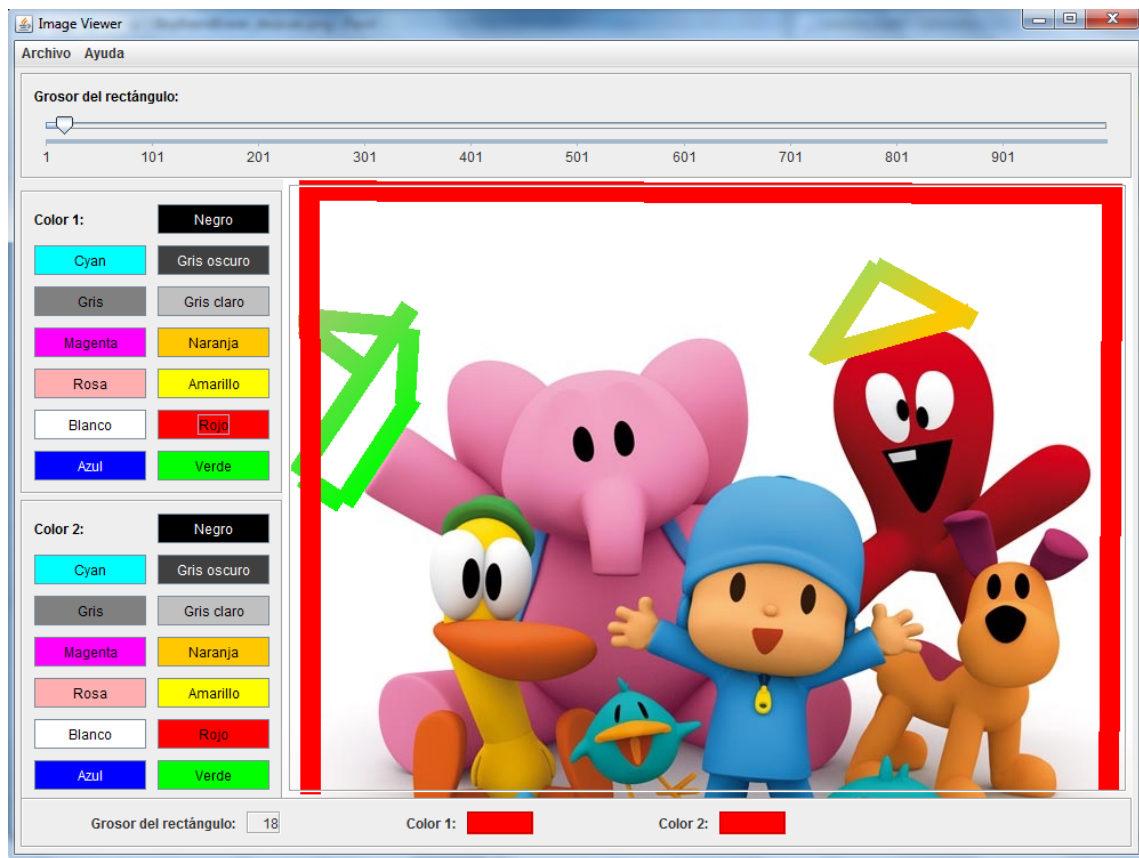 Image Viewer
Archivo Ayuda
Grosor del rectángulo:
1 101 201 301 401 501 601 701 801 901
Color 1: Negro
Cyan Gris oscuro
Gris Gris claro
Magenta Naranja
Rosa Amarillo
Blanco Rojo
Azul Verde
Color 2: Negro
Cyan Gris oscuro
Gris Gris claro
Magenta Naranja
Rosa Amarillo
Blanco Rojo
Azul Verde
Grosor del rectángulo: 18 Color 1: Color 2: